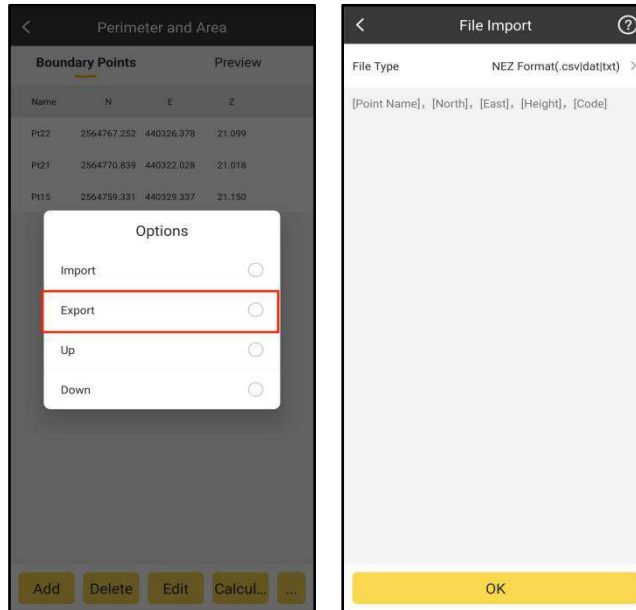 Perimeter and Area
Boundary Points Preview
Name N E Z
Pt22 2564767.252 440326.378 21.099
Pt21 2564770.839 440322.028 21.018
Pt15 2564759.331 440329.337 21.150
Options
Import
Export
Up
Down
Add Delete Edit Calcul... ...
File Import ?
File Type NEZ Format(.csv|dat|txt)
[Point Name], [North], [East], [Height], [Code]
OK